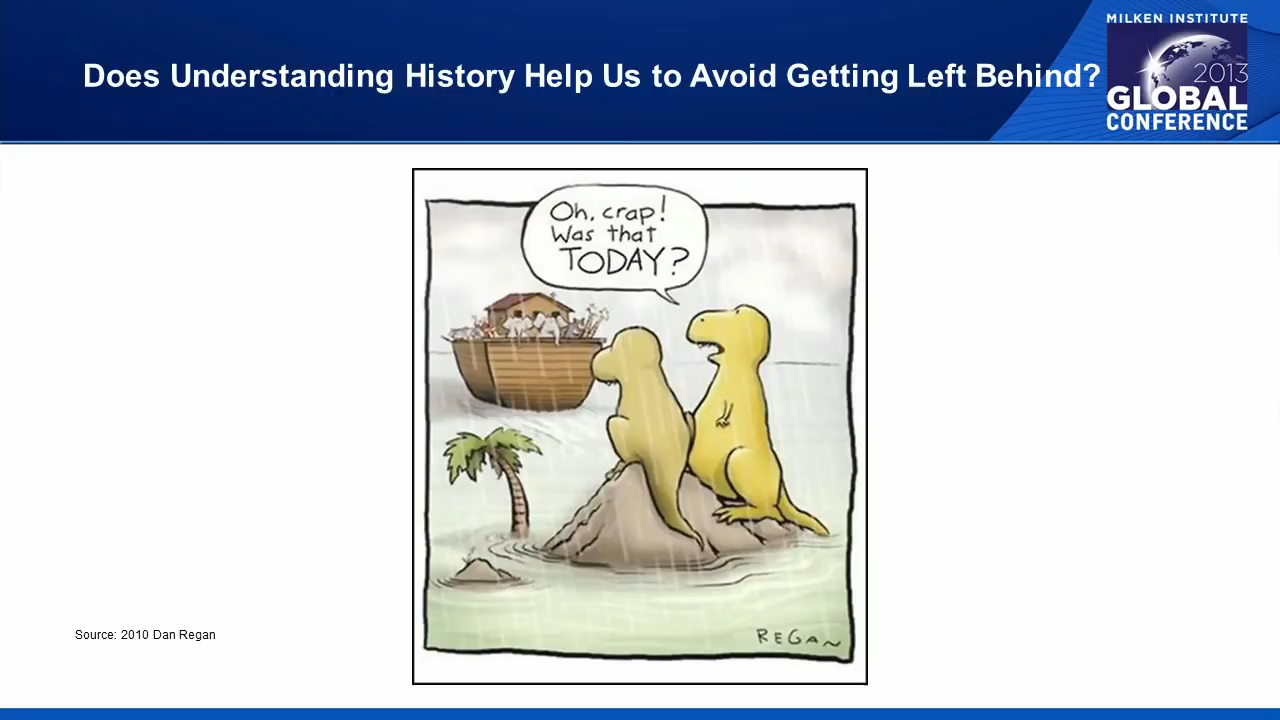 Does Understanding History Help Us to Avoid Getting Left Behind?
MILKEN INSTITUTE
2013
GLOBAL
CONFERENCE
Oh, crap!
Was that
TODAY?
REGAN
Source: 2010 Dan Regan